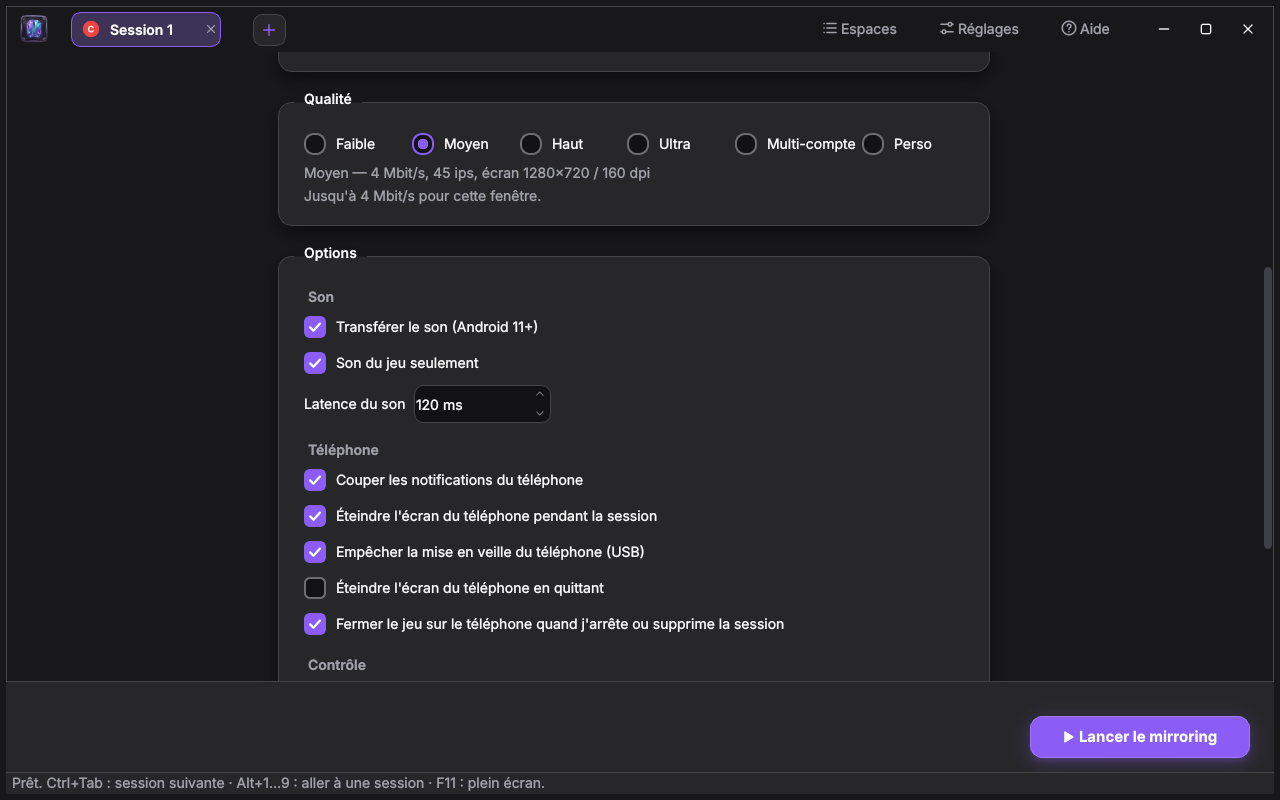 C Session 1
Espaces
Réglages
Aide
Qualité
Faible Moyen Haut Ultra Multi-compte Perso
Moyen — 4 Mbit/s, 45 ips, écran 1280×720 / 160 dpi
Jusqu'à 4 Mbit/s pour cette fenêtre.
Options
Son
Transférer le son (Android 11+)
Son du jeu seulement
Latence du son 120 ms
Téléphone
Couper les notifications du téléphone
Éteindre l'écran du téléphone pendant la session
Empêcher la mise en veille du téléphone (USB)
Éteindre l'écran du téléphone en quittant
Fermer le jeu sur le téléphone quand j'arrête ou supprime la session
Contrôle
Lancer le mirroring
Prêt. Ctrl+Tab : session suivante · Alt+1…9 : aller à une session · F11 : plein écran.